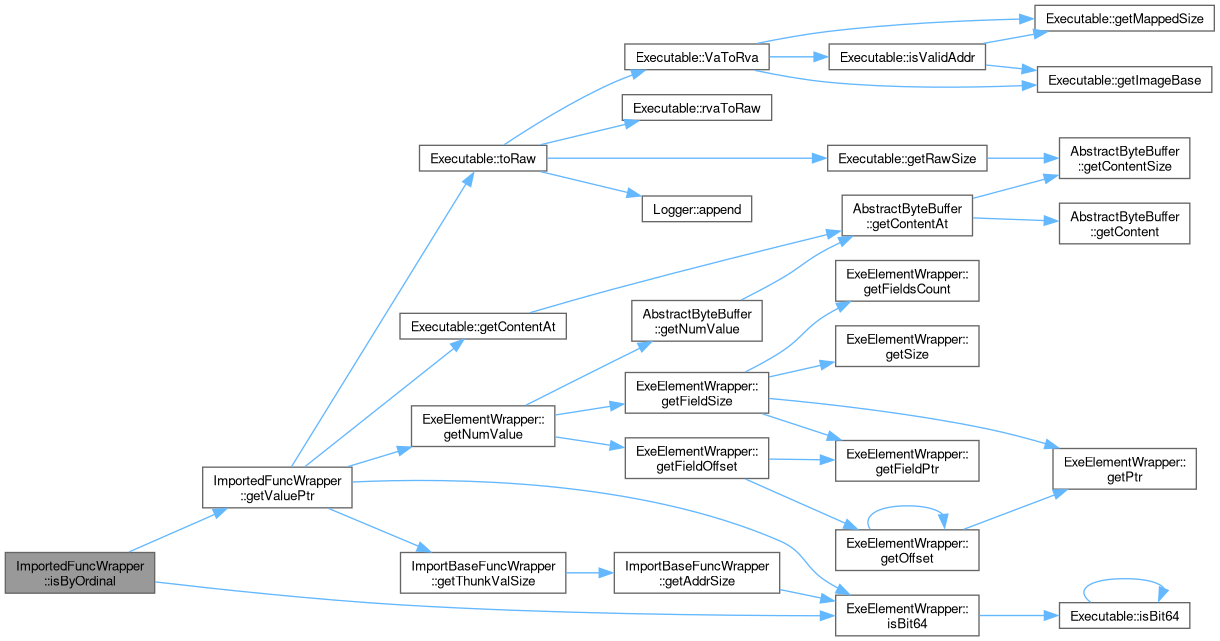 Executable::getMappedSize
Executable::VaToRva
Executable::isValidAddr
Executable::getImageBase
Executable::rvaToRaw
Executable::toRaw
Executable::getRawSize
AbstractByteBuffer
::getContentSize
Logger::append
AbstractByteBuffer
::getContentAt
AbstractByteBuffer
::getContent
ExeElementWrapper::
getFieldsCount
Executable::getContentAt
AbstractByteBuffer
::getNumValue
ExeElementWrapper::
getSize
ExeElementWrapper::
getFieldSize
ExeElementWrapper::
getNumValue
ExeElementWrapper::
getFieldOffset
ExeElementWrapper::
getFieldPtr
ExeElementWrapper::
getPtr
ImportedFuncWrapper
::getValuePtr
ExeElementWrapper::
getOffset
ImportedFuncWrapper
::isByOrdinal
ImportBaseFuncWrapper
::getThunkValSize
ImportBaseFuncWrapper
::getAddrSize
ExeElementWrapper::
isBit64
Executable::isBit64